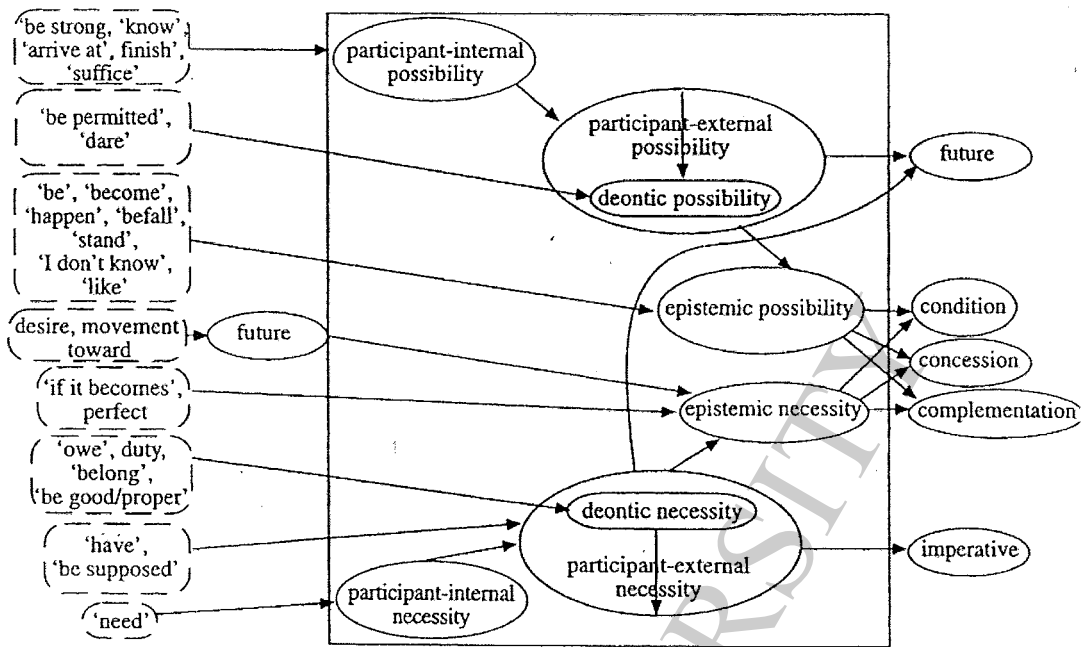 'be strong, 'know',
'arrive at', finish',
'suffice'
participant-internal
possibility
'be permitted',
'dare'
participant-external
possibility
deontic possibility
future
'be', 'become',
'happen', 'befall',
'stand',
'I don't know',
'like'
epistemic possibility
condition
desire, movement
toward
future
concession
'if it becomes',
perfect
epistemic necessity
complementation
'owe', duty,
'belong',
'be good/proper'
deontic necessity
'have',
'be supposed'
participant-external
necessity
imperative
participant-internal
necessity
'need'
RSITY